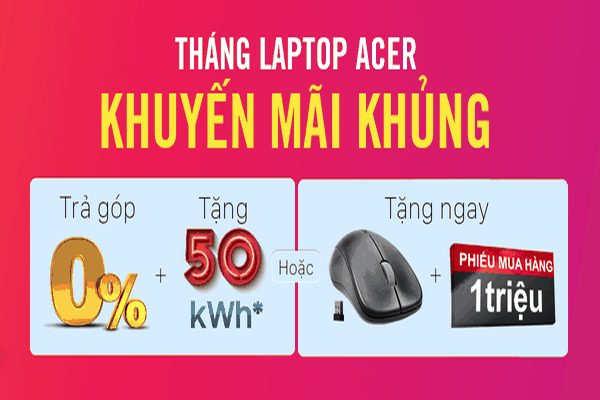 THÁNG LAPTOP ACER
KHUYẾN MÃI KHỦNG
Trả góp
0%
+
Tặng
50
kWh*
Hoặc
Tặng ngay
+
PHIẾU MUA HÀNG
1triệu